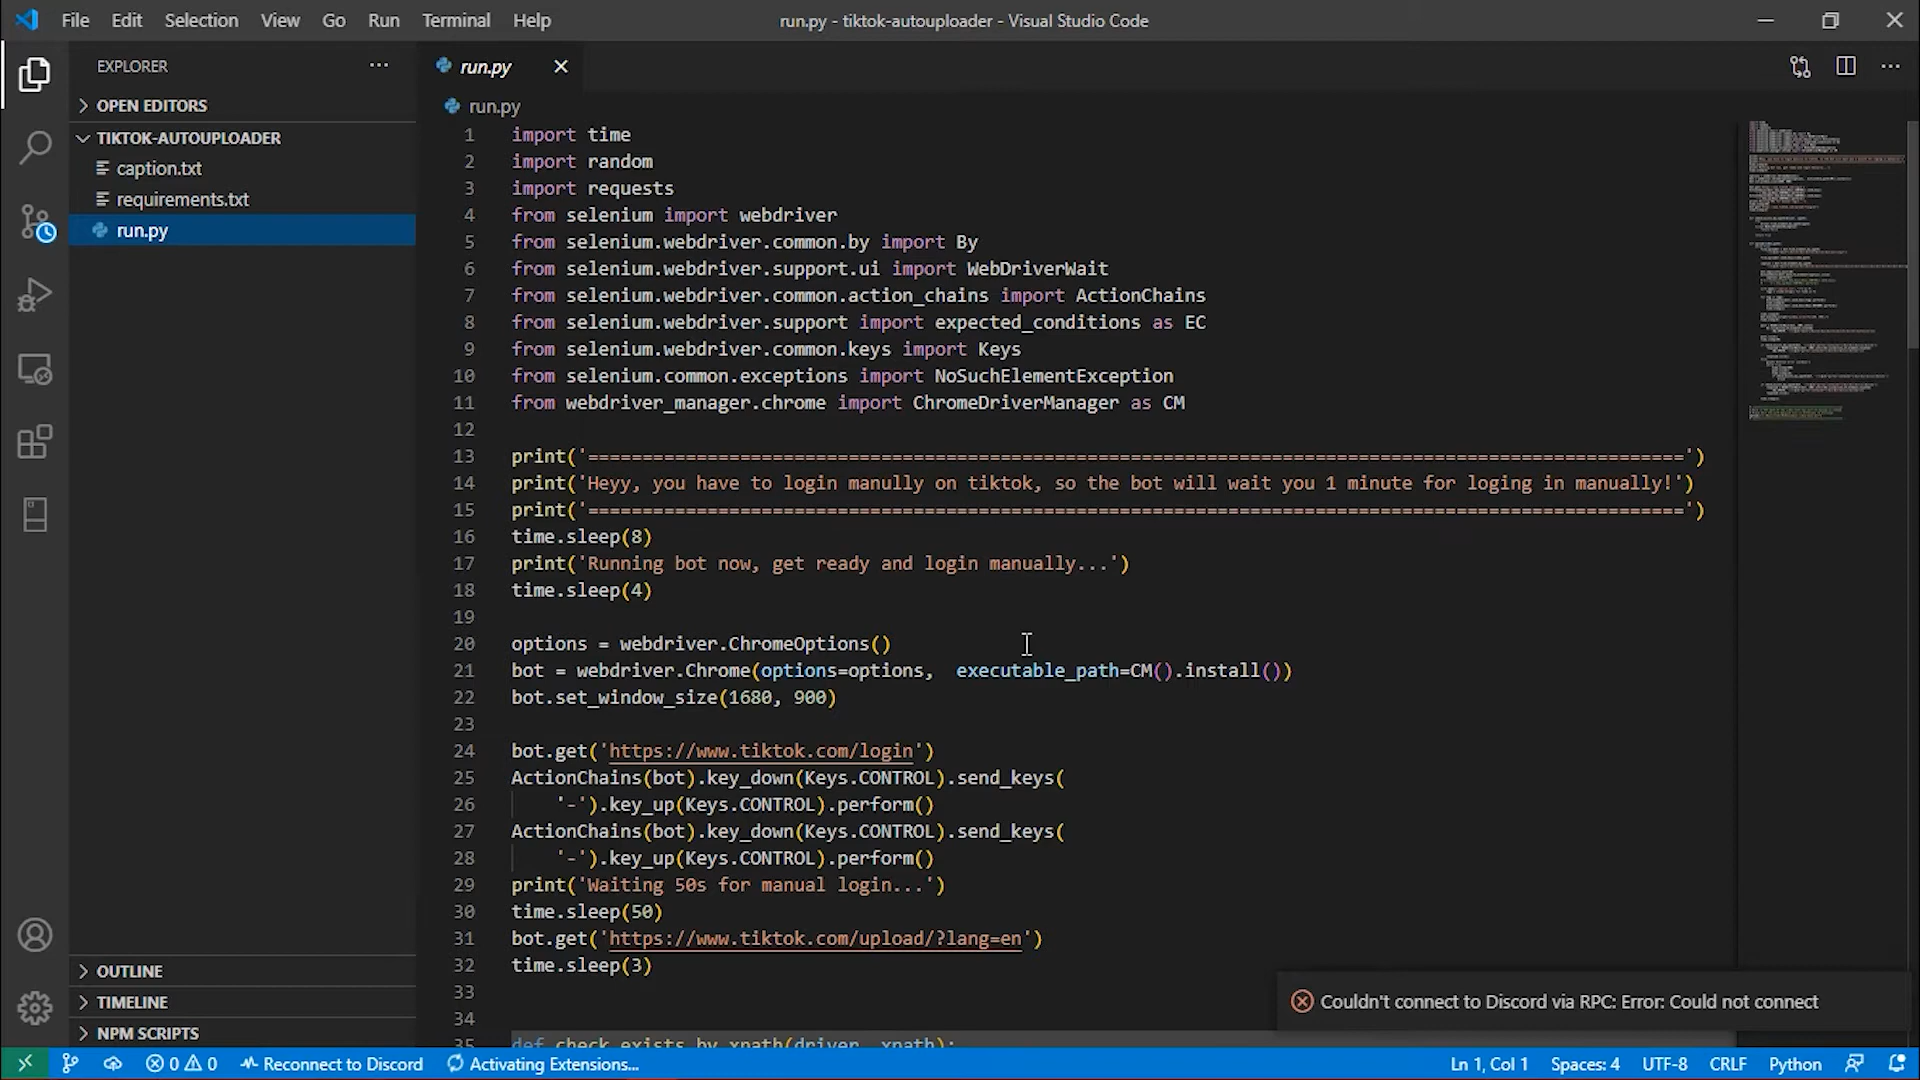 File Edit Selection View Go Run Terminal Help
run.py - tiktok-autouploader - Visual Studio Code
EXPLORER
OPEN EDITORS
TIKTOK-AUTOUPLOADER
caption.txt
requirements.txt
run.py
OUTLINE
TIMELINE
NPM SCRIPTS
run.py
run.py
1 import time
2 import random
3 import requests
4 from selenium import webdriver
5 from selenium.webdriver.common.by import By
6 from selenium.webdriver.support.ui import WebDriverWait
7 from selenium.webdriver.common.action_chains import ActionChains
8 from selenium.webdriver.support import expected_conditions as EC
9 from selenium.webdriver.common.keys import Keys
10 from selenium.common.exceptions import NoSuchElementException
11 from webdriver_manager.chrome import ChromeDriverManager as CM
12
13 print('=====================================================================================================')
14 print('Heyy, you have to login manully on tiktok, so the bot will wait you 1 minute for loging in manually!')
15 print('=====================================================================================================')
16 time.sleep(8)
17 print('Running bot now, get ready and login manually...')
18 time.sleep(4)
19
20 options = webdriver.ChromeOptions()
21 bot = webdriver.Chrome(options=options,  executable_path=CM().install())
22 bot.set_window_size(1680, 900)
23
24 bot.get('https://www.tiktok.com/login')
25 ActionChains(bot).key_down(Keys.CONTROL).send_keys(
26     '-').key_up(Keys.CONTROL).perform()
27 ActionChains(bot).key_down(Keys.CONTROL).send_keys(
28     '-').key_up(Keys.CONTROL).perform()
29 print('Waiting 50s for manual login...')
30 time.sleep(50)
31 bot.get('https://www.tiktok.com/upload/?lang=en')
32 time.sleep(3)
33
34
35 def check_exists_by_xpath(driver, xpath):
Couldn't connect to Discord via RPC: Error: Could not connect
0 0 Reconnect to Discord Activating Extensions... Ln 1, Col 1 Spaces: 4 UTF-8 CRLF Python